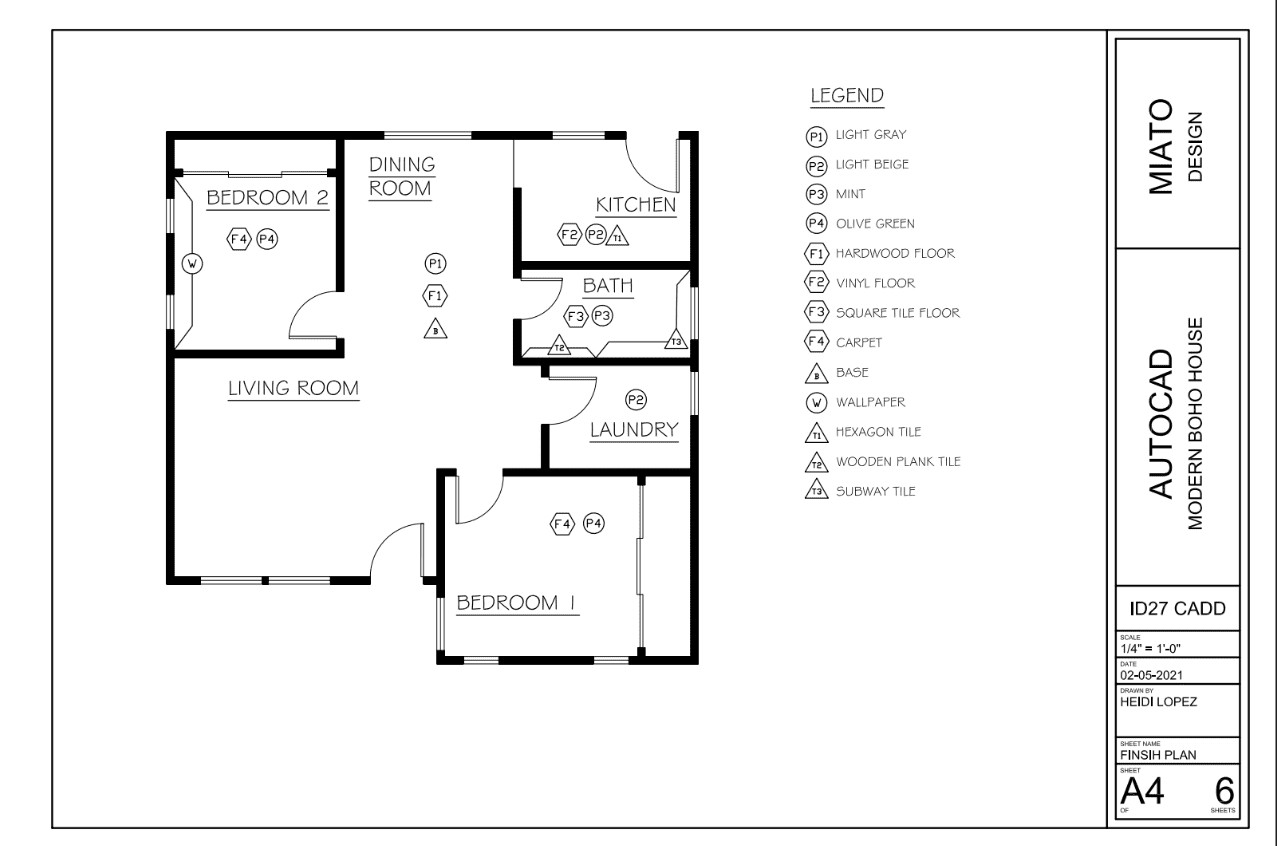 LEGEND
P1 LIGHT GRAY
P2 LIGHT BEIGE
P3 MINT
P4 OLIVE GREEN
F1 HARDWOOD FLOOR
F2 VINYL FLOOR
F3 SQUARE TILE FLOOR
F4 CARPET
B BASE
W WALLPAPER
T1 HEXAGON TILE
T2 WOODEN PLANK TILE
T3 SUBWAY TILE
DINING
ROOM
BEDROOM 2
F4 P4
W
KITCHEN
F2 P2 T1
P1
F1
B
BATH
F3 P3
T2
T3
LIVING ROOM
P2
LAUNDRY
F4 P4
BEDROOM 1
MIATO
DESIGN
AUTOCAD
MODERN BOHO HOUSE
ID27 CADD
SCALE
1/4" = 1'-0"
DATE
02-05-2021
DRAWN BY
HEIDI LOPEZ
SHEET NAME
FINSIH PLAN
SHEET
A4 6
OF SHEETS